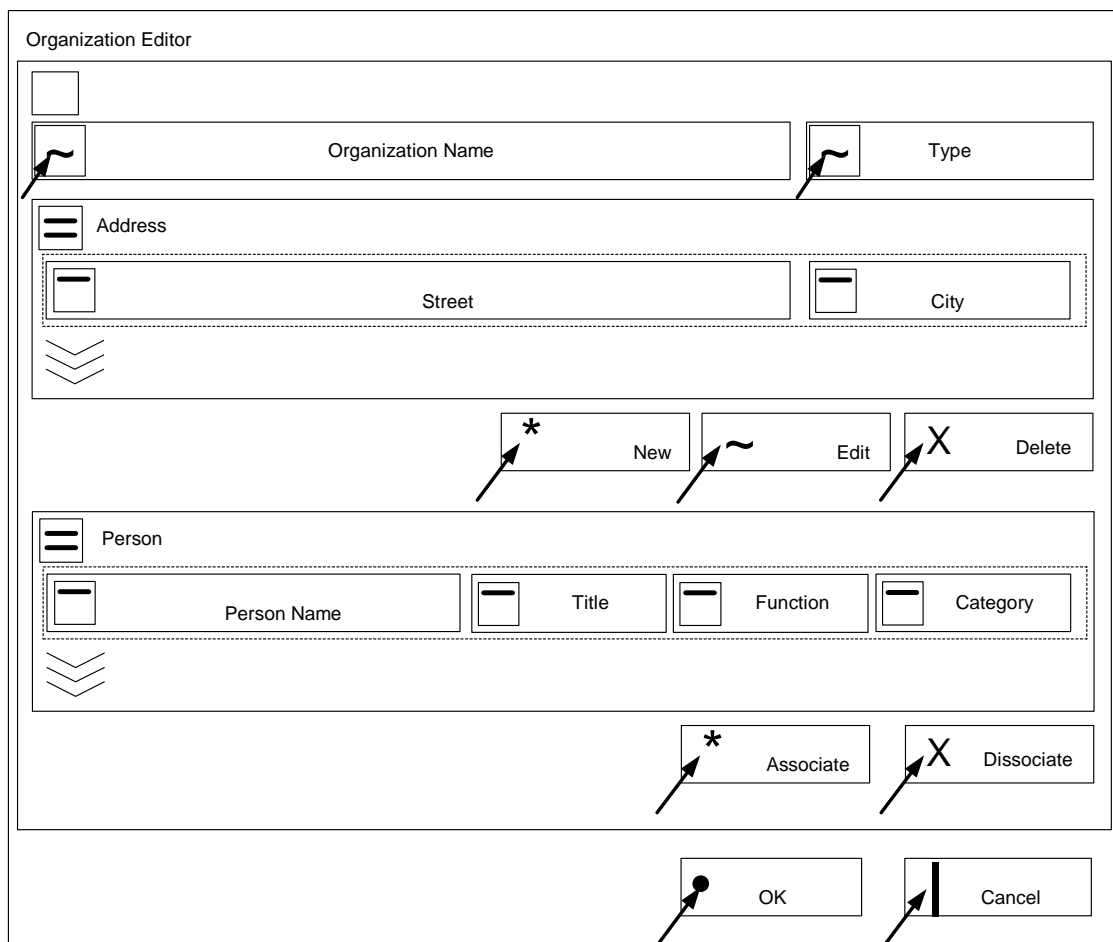 Organization Editor
~ Organization Name ~ Type
Address
Street City
* New ~ Edit X Delete
Person
Person Name Title Function Category
* Associate X Dissociate
OK Cancel